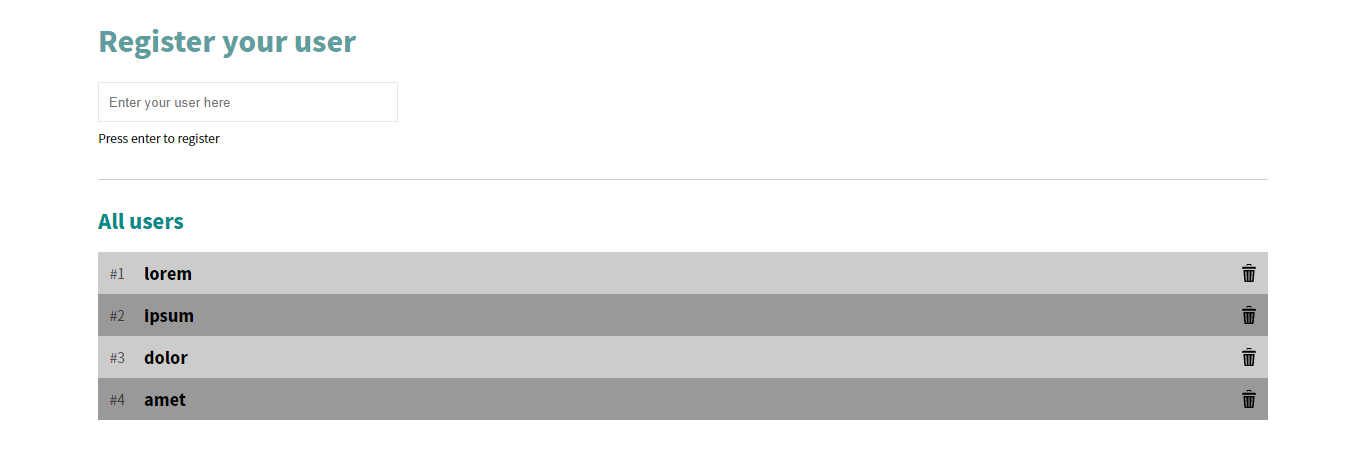 Register your user
Enter your user here
Press enter to register
All users
#1 lorem
#2 ipsum
#3 dolor
#4 amet